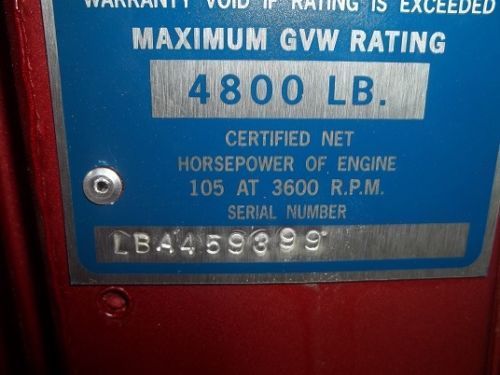 WARRANTY VOID IF RATING IS EXCEEDED
MAXIMUM GVW RATING
4800 LB.
CERTIFIED NET
HORSEPOWER OF ENGINE
105 AT 3600 R.P.M.
SERIAL NUMBER
LBA459399